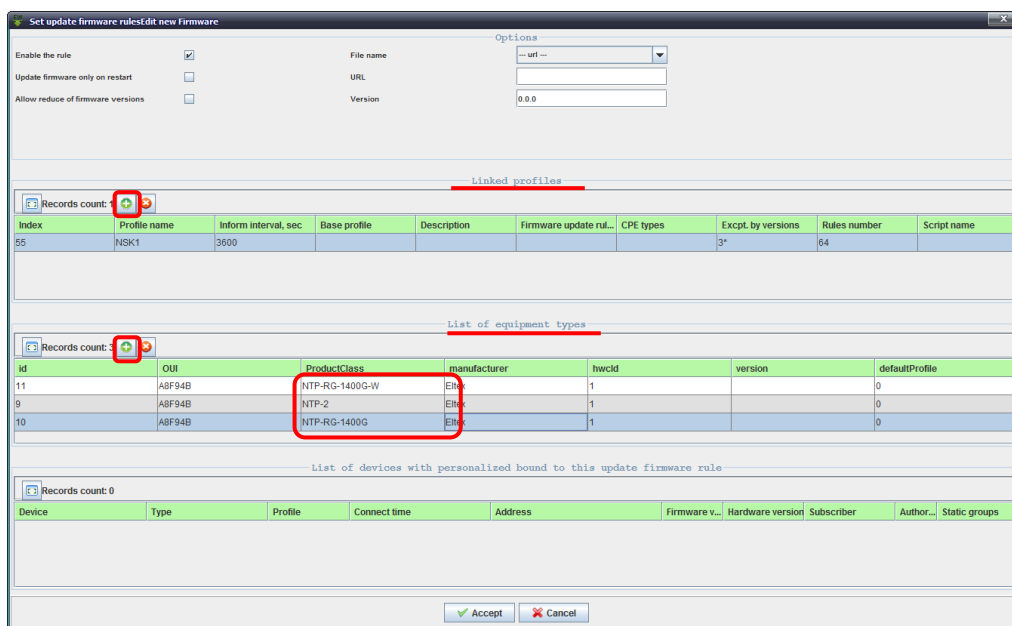 Set update firmware rulesEdit new Firmware
Options
Enable the rule File name --- url ---
Update firmware only on restart URL
Allow reduce of firmware versions Version 0.0.0
Linked profiles
Records count: 1
Index Profile name Inform interval, sec Base profile Description Firmware update rul... CPE types Excpt. by versions Rules number Script name
55 NSK1 3600 3* 64
List of equipment types
Records count: 3
id OUI ProductClass manufacturer hwcId version defaultProfile
11 A8F94B NTP-RG-1400G-W Eltex 1 0
9 A8F94B NTP-2 Eltex 1 0
10 A8F94B NTP-RG-1400G Eltex 1 0
List of devices with personalized bound to this update firmware rule
Records count: 0
Device Type Profile Connect time Address Firmware v... Hardware version Subscriber Author... Static groups
Accept Cancel